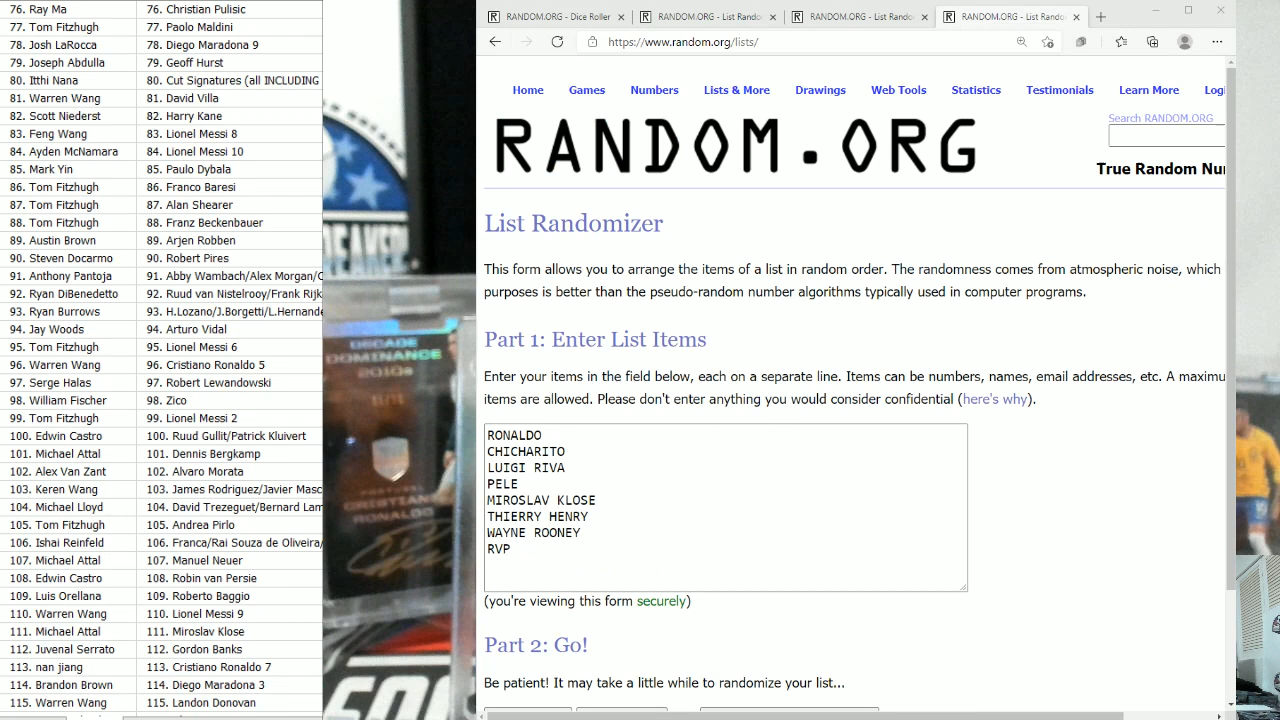 76. Ray Ma
76. Christian Pulisic
77. Tom Fitzhugh
77. Paolo Maldini
78. Josh LaRocca
78. Diego Maradona 9
79. Joseph Abdulla
79. Geoff Hurst
80. Itthi Nana
80. Cut Signatures (all INCLUDING
81. Warren Wang
81. David Villa
82. Scott Niederst
82. Harry Kane
83. Feng Wang
83. Lionel Messi 8
84. Ayden McNamara
84. Lionel Messi 10
85. Mark Yin
85. Paulo Dybala
86. Tom Fitzhugh
86. Franco Baresi
87. Tom Fitzhugh
87. Alan Shearer
88. Tom Fitzhugh
88. Franz Beckenbauer
89. Austin Brown
89. Arjen Robben
90. Steven Docarmo
90. Robert Pires
91. Anthony Pantoja
91. Abby Wambach/Alex Morgan/C
92. Ryan DiBenedetto
92. Ruud van Nistelrooy/Frank Rijk
93. Ryan Burrows
93. H.Lozano/J.Borgetti/L.Hernande
94. Jay Woods
94. Arturo Vidal
95. Tom Fitzhugh
95. Lionel Messi 6
96. Warren Wang
96. Cristiano Ronaldo 5
97. Serge Halas
97. Robert Lewandowski
98. William Fischer
98. Zico
99. Tom Fitzhugh
99. Lionel Messi 2
100. Edwin Castro
100. Ruud Gullit/Patrick Kluivert
101. Michael Attal
101. Dennis Bergkamp
102. Alex Van Zant
102. Alvaro Morata
103. Keren Wang
103. James Rodriguez/Javier Masc
104. Michael Lloyd
104. David Trezeguet/Bernard Lam
105. Tom Fitzhugh
105. Andrea Pirlo
106. Ishai Reinfeld
106. Franca/Rai Souza de Oliveira/
107. Michael Attal
107. Manuel Neuer
108. Edwin Castro
108. Robin van Persie
109. Luis Orellana
109. Roberto Baggio
110. Warren Wang
110. Lionel Messi 9
111. Michael Attal
111. Miroslav Klose
112. Juvenal Serrato
112. Gordon Banks
113. nan jiang
113. Cristiano Ronaldo 7
114. Brandon Brown
114. Diego Maradona 3
115. Warren Wang
115. Landon Donovan
DECADE
DOMINANCE
2010s
1/1
PORTUGAL
CRISTIANO
RONALDO
RANDOM.ORG - Dice Roller
RANDOM.ORG - List Rando
RANDOM.ORG - List Rando
RANDOM.ORG - List Rando
https://www.random.org/lists/
Home Games Numbers Lists & More Drawings Web Tools Statistics Testimonials Learn More Logi
Search RANDOM.ORG
RANDOM.ORG
True Random Nu
List Randomizer
This form allows you to arrange the items of a list in random order. The randomness comes from atmospheric noise, which
purposes is better than the pseudo-random number algorithms typically used in computer programs.
Part 1: Enter List Items
Enter your items in the field below, each on a separate line. Items can be numbers, names, email addresses, etc. A maximu
items are allowed. Please don't enter anything you would consider confidential (here's why).
RONALDO
CHICHARITO
LUIGI RIVA
PELE
MIROSLAV KLOSE
THIERRY HENRY
WAYNE ROONEY
RVP
(you're viewing this form securely)
Part 2: Go!
Be patient! It may take a little while to randomize your list...